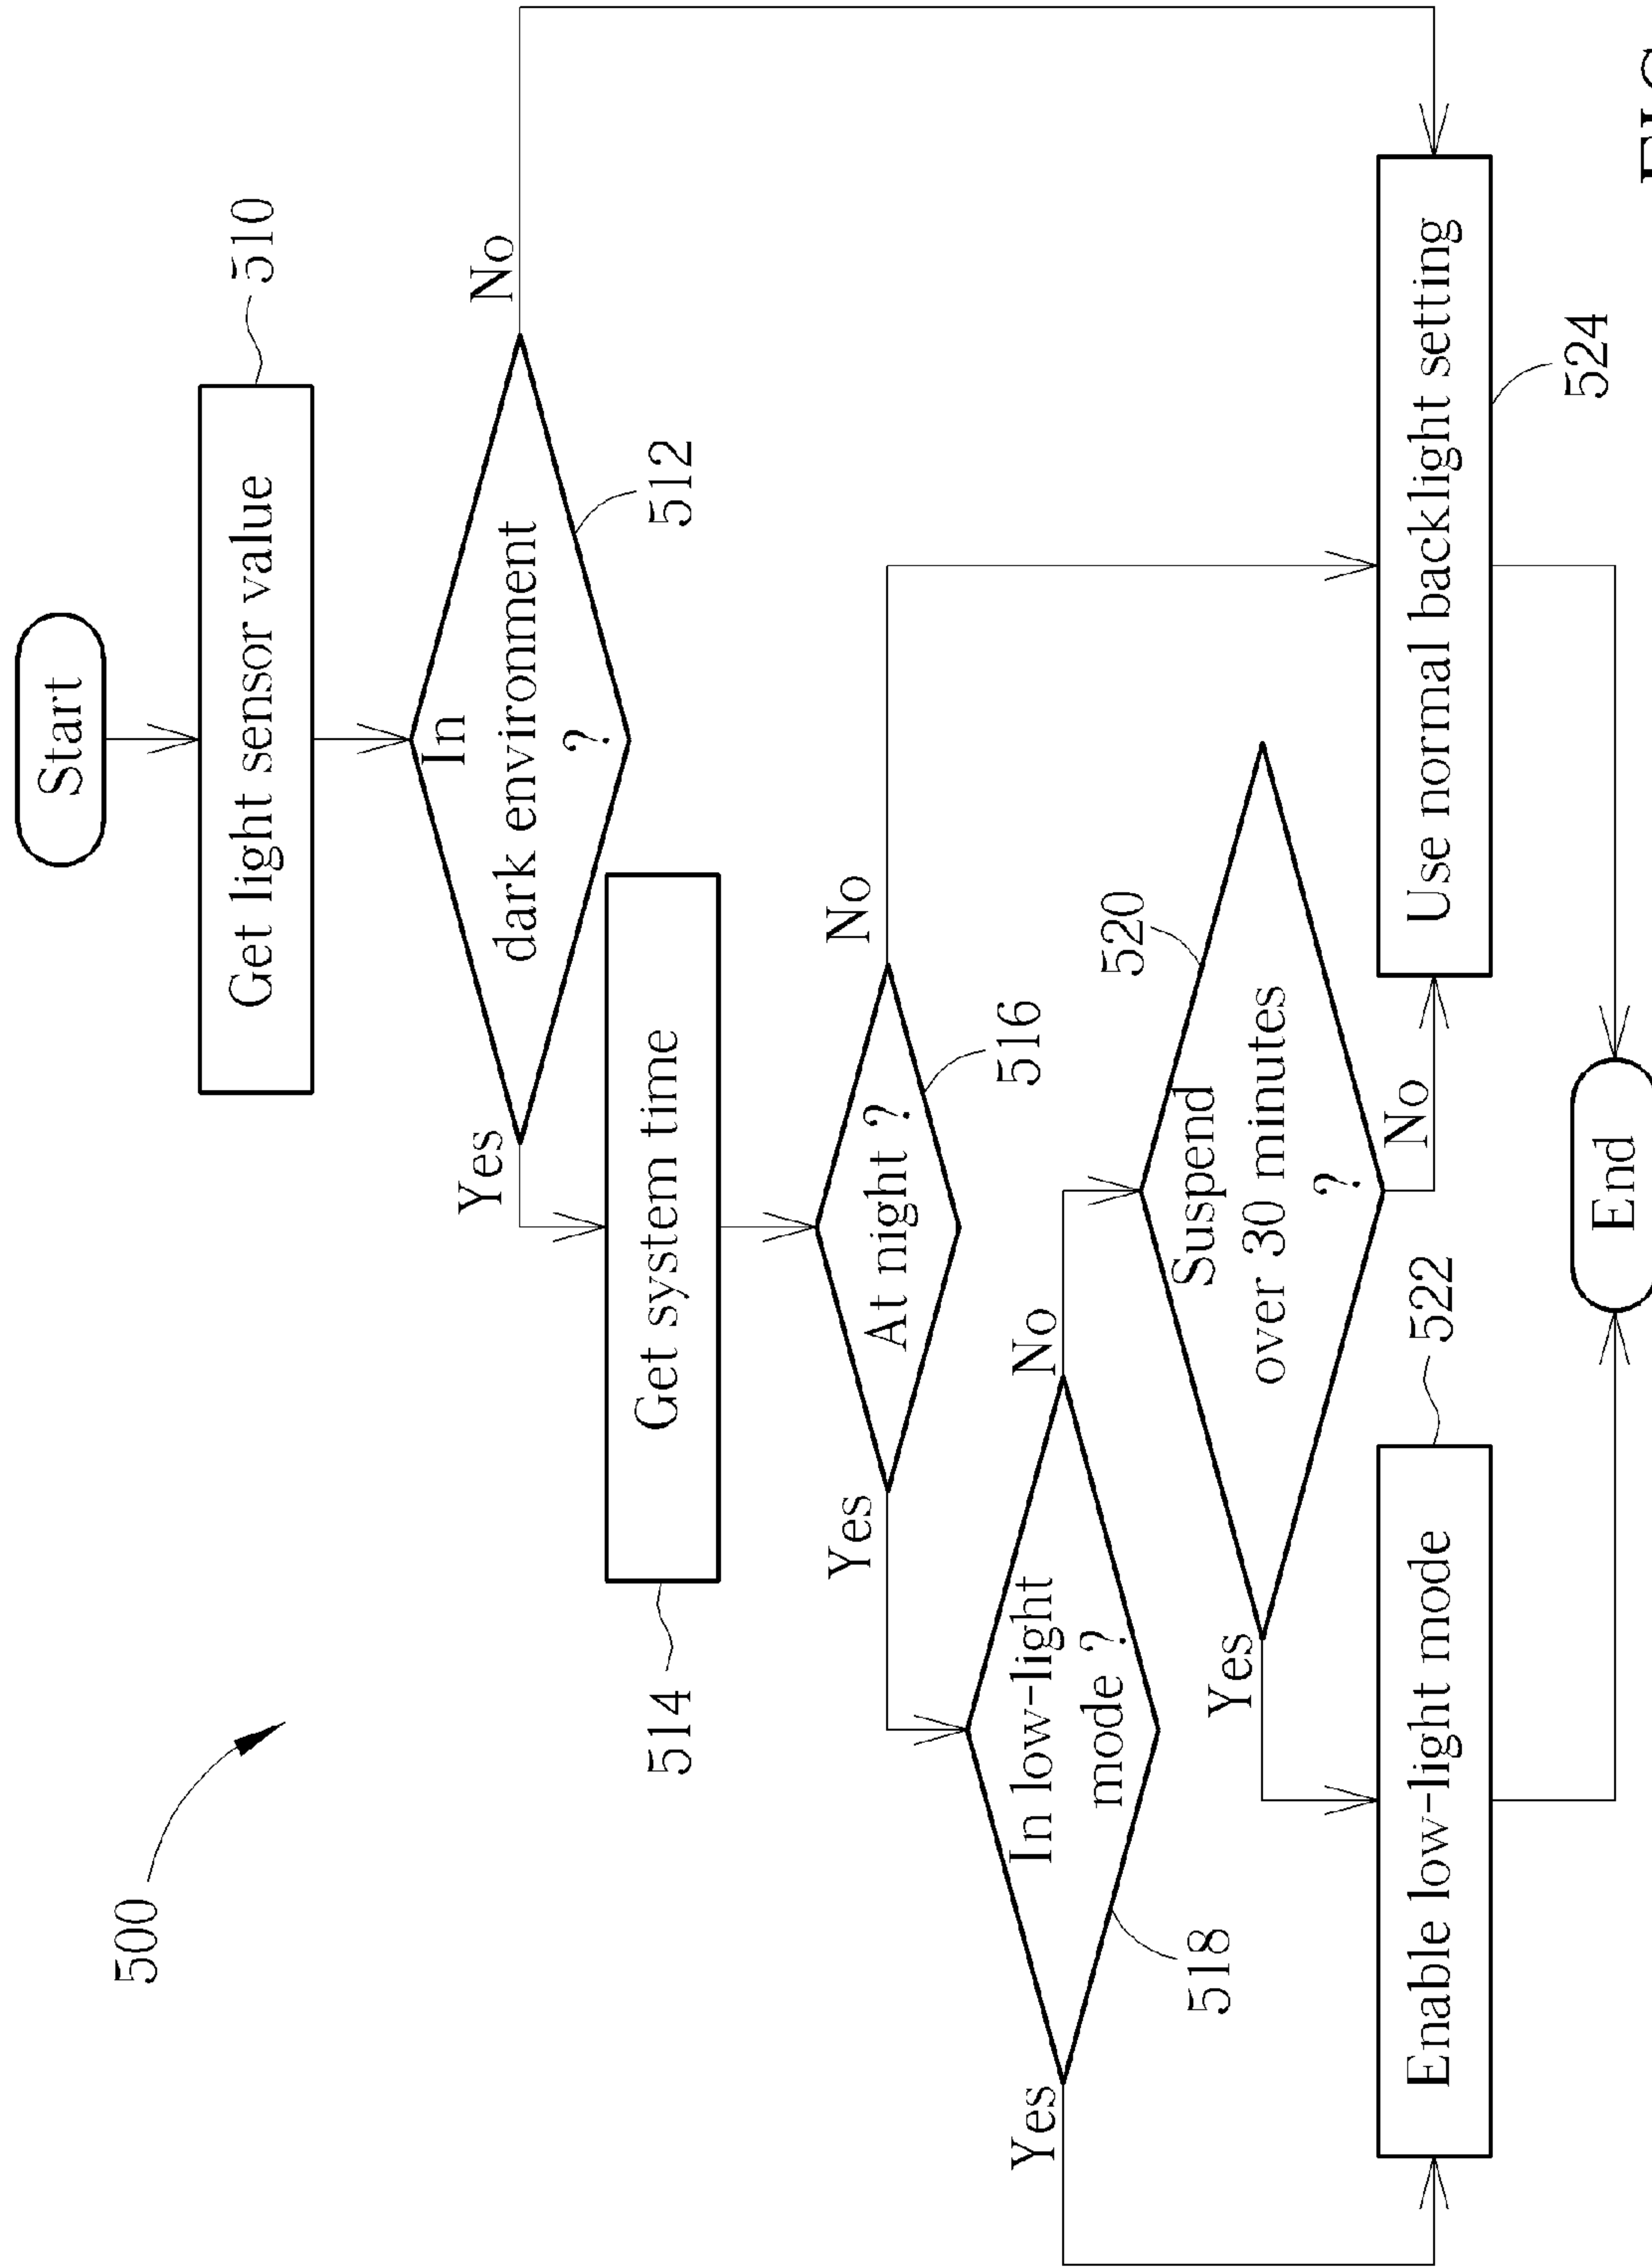 500
Start
Get light sensor value
510
In
dark environment
?
512
Yes
No
Get system time
514
At night ?
516
Yes
No
In low-light
mode ?
518
Yes
No
Suspend
over 30 minutes
?
520
Yes
No
Enable low-light mode
522
Use normal backlight setting
524
End